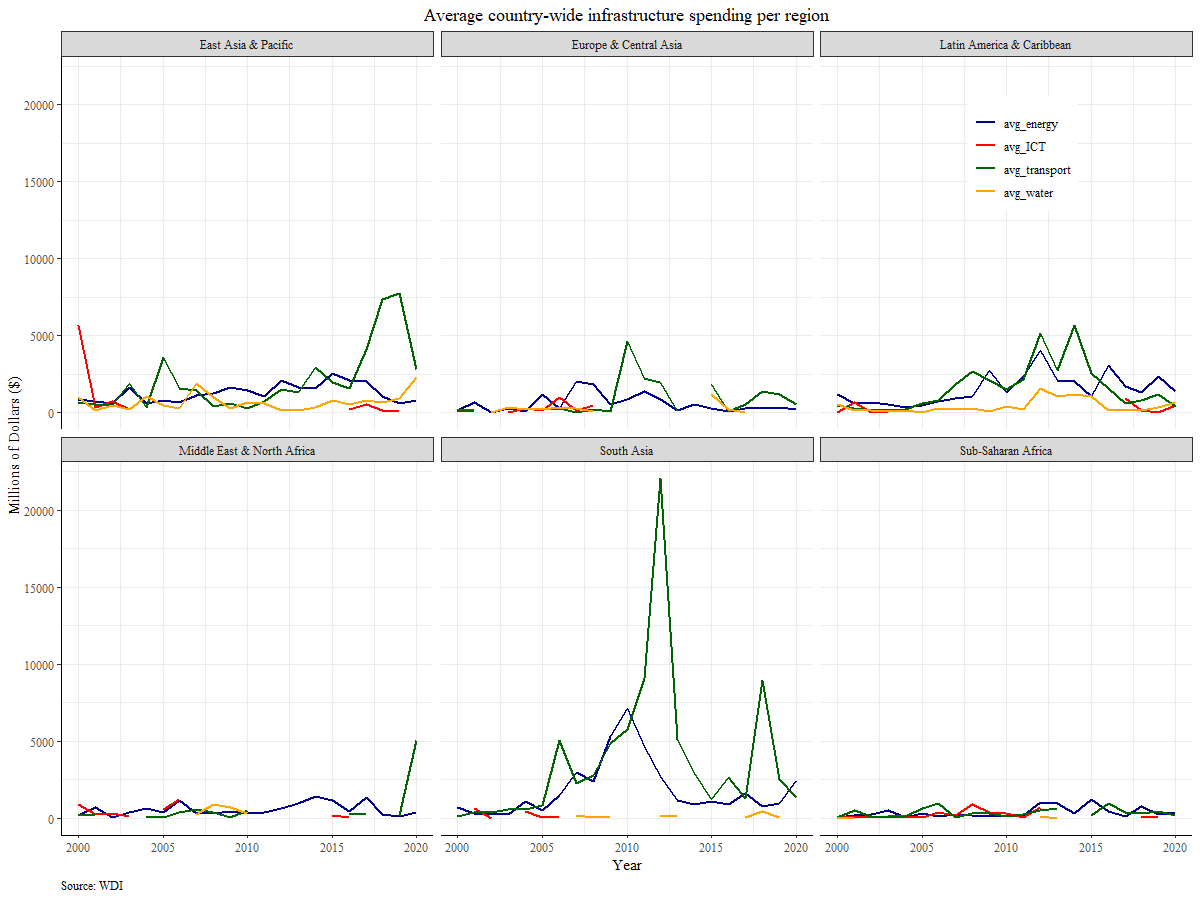 Average country-wide infrastructure spending per region
East Asia & Pacific
Europe & Central Asia
Latin America & Caribbean
20000
15000
10000
5000
0
avg_energy
avg_ICT
avg_transport
avg_water
Millions of Dollars ($)
Middle East & North Africa
South Asia
Sub-Saharan Africa
20000
15000
10000
5000
0
2000 2005 2010 2015 2020
2000 2005 2010 2015 2020
2000 2005 2010 2015 2020
Year
Source: WDI